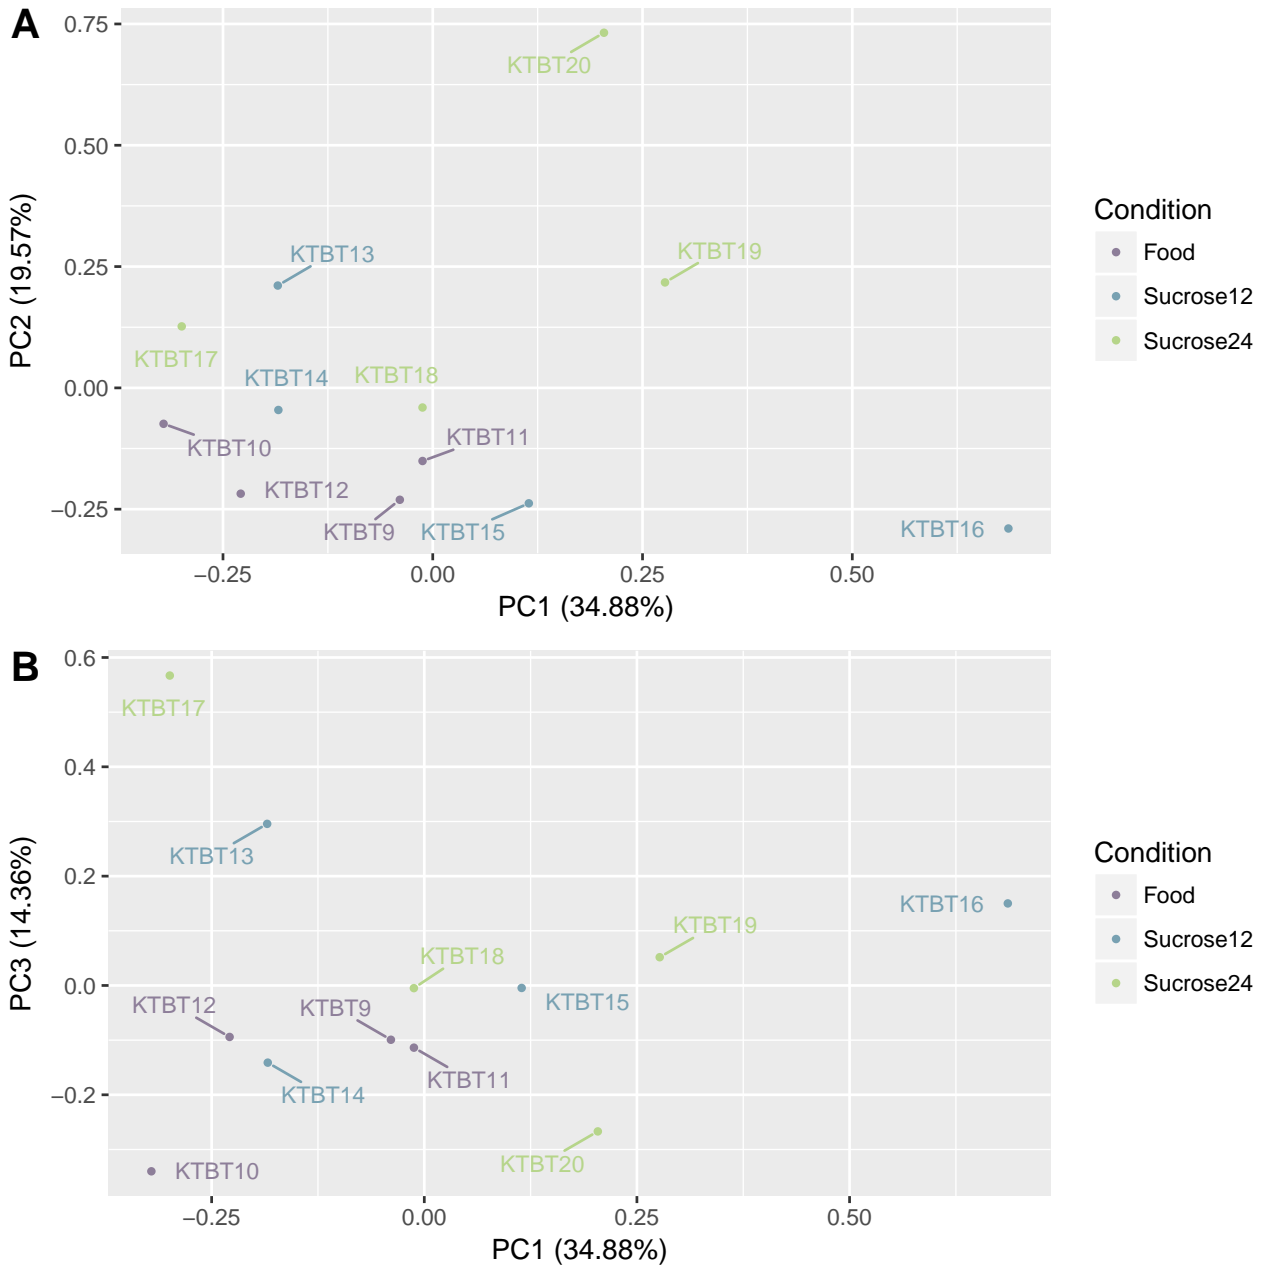 A
0.75
KTBT20
0.50
KTBT13
KTBT19
0.25
KTBT17
KTBT14
KTBT18
0.00
KTBT11
KTBT10
KTBT12
−0.25
KTBT9
KTBT15
KTBT16
−0.25 0.00 0.25 0.50
PC1 (34.88%)
PC2 (19.57%)
Condition
Food
Sucrose12
Sucrose24
B
0.6
KTBT17
0.4
KTBT13
0.2
KTBT16
KTBT19
KTBT18
0.0
KTBT12
KTBT9
KTBT15
KTBT11
KTBT14
−0.2
KTBT20
KTBT10
−0.25 0.00 0.25 0.50
PC1 (34.88%)
PC3 (14.36%)
Condition
Food
Sucrose12
Sucrose24